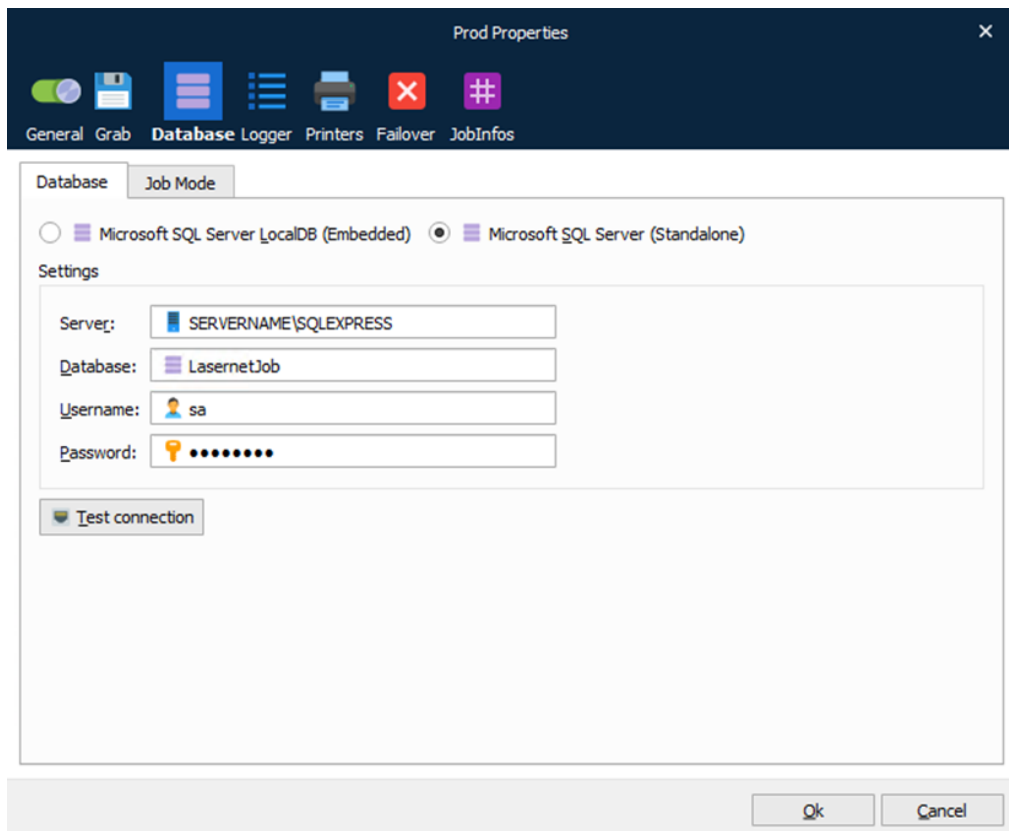 Prod Properties
General Grab Database Logger Printers Failover JobInfos
Database Job Mode
Microsoft SQL Server LocalDB (Embedded) Microsoft SQL Server (Standalone)
Settings
Server: SERVERNAME\SQLEXPRESS
Database: LasernetJob
Username: sa
Password: ••••••••
Test connection
Ok Cancel